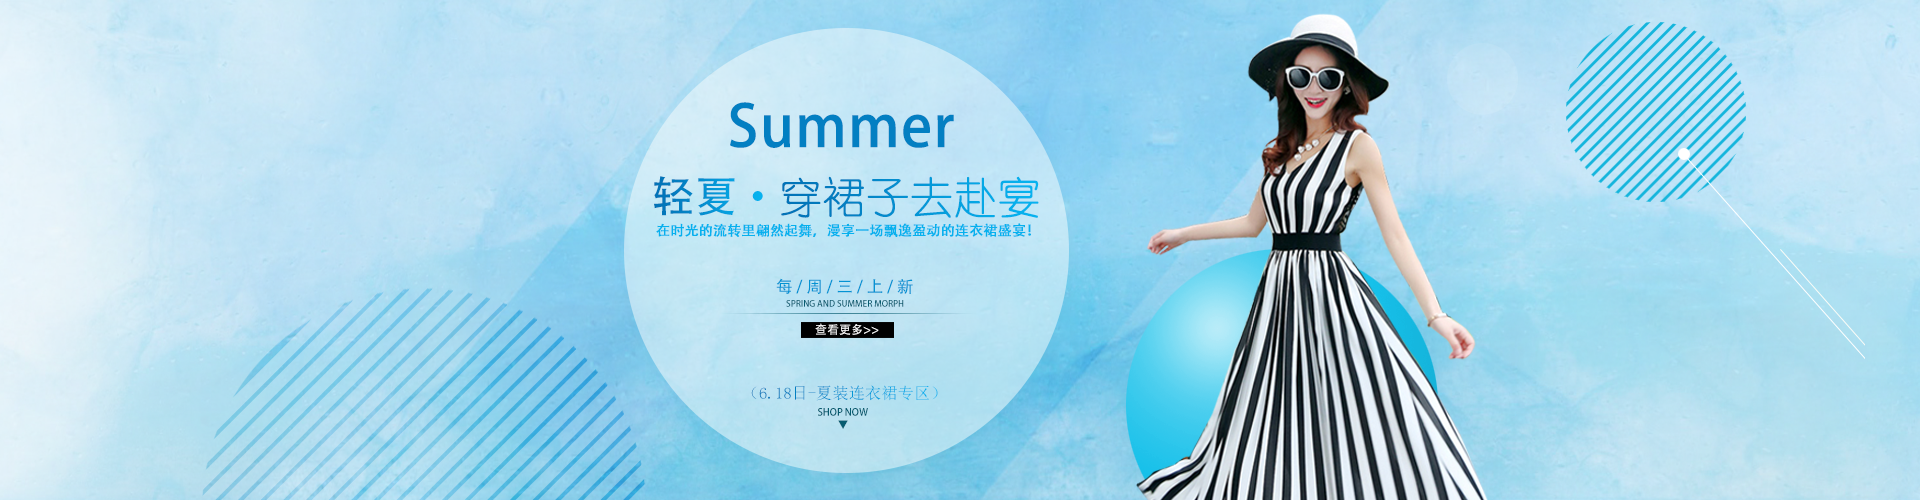 Summer
轻夏·穿裙子去赴宴
在时光的流转里翩然起舞，漫享一场飘逸盈动的连衣裙盛宴！
每/周/三/上/新
SPRING AND SUMMER MORPH
查看更多>>
（6.18日-夏装连衣裙专区）
SHOP NOW